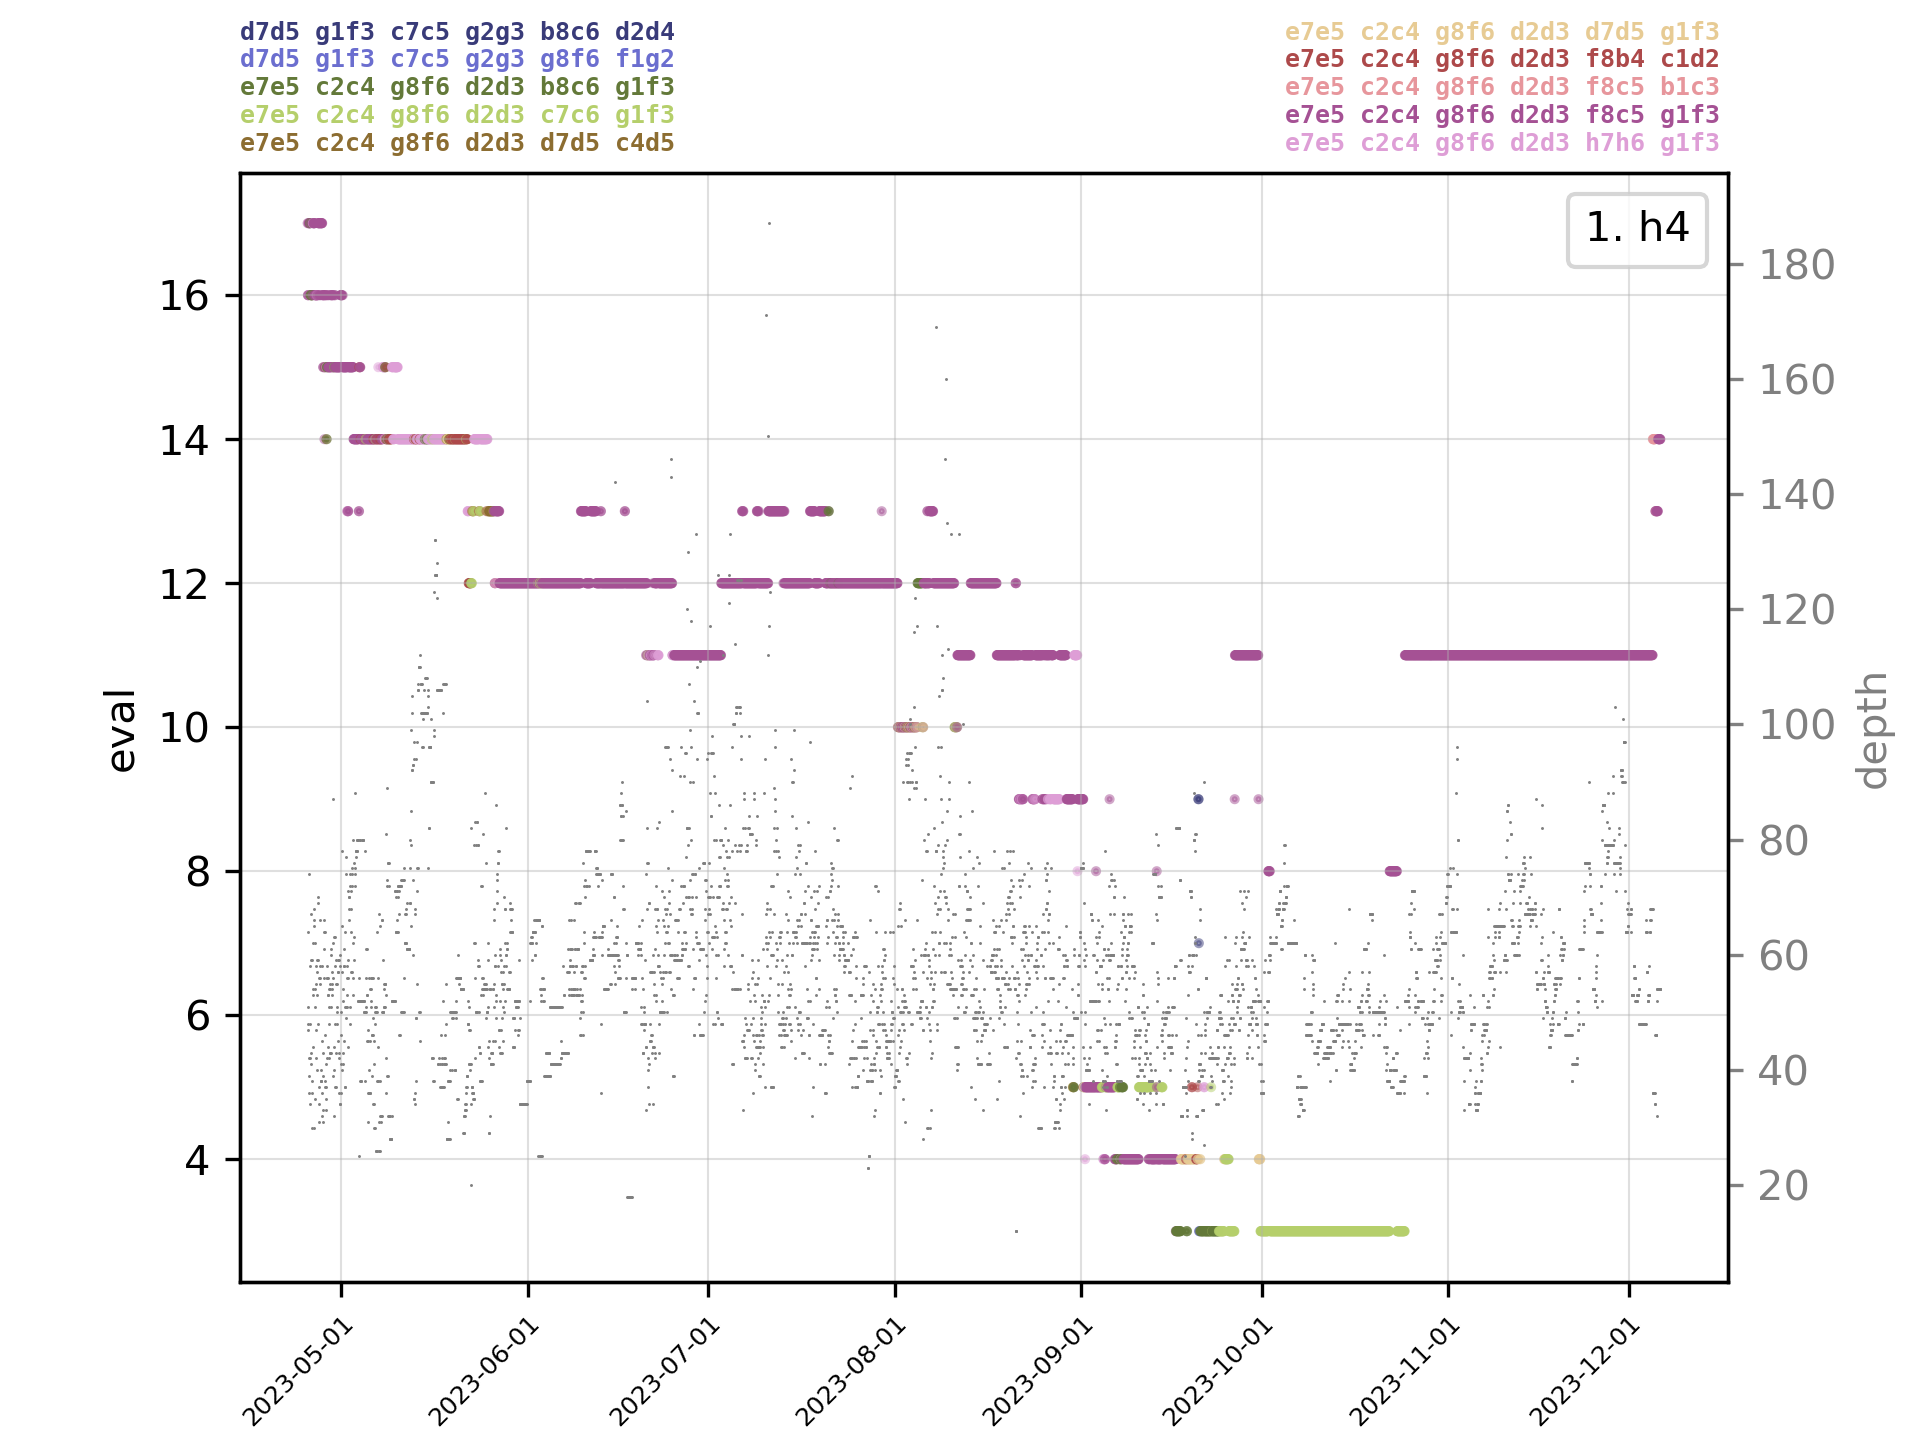 d7d5 g1f3 c7c5 g2g3 b8c6 d2d4
d7d5 g1f3 c7c5 g2g3 g8f6 f1g2
e7e5 c2c4 g8f6 d2d3 b8c6 g1f3
e7e5 c2c4 g8f6 d2d3 c7c6 g1f3
e7e5 c2c4 g8f6 d2d3 d7d5 c4d5
e7e5 c2c4 g8f6 d2d3 d7d5 g1f3
e7e5 c2c4 g8f6 d2d3 f8b4 c1d2
e7e5 c2c4 g8f6 d2d3 f8c5 b1c3
e7e5 c2c4 g8f6 d2d3 f8c5 g1f3
e7e5 c2c4 g8f6 d2d3 h7h6 g1f3
1. h4
eval
16
14
12
10
8
6
4
depth
180
160
140
120
100
80
60
40
20
2023-05-01
2023-06-01
2023-07-01
2023-08-01
2023-09-01
2023-10-01
2023-11-01
2023-12-01